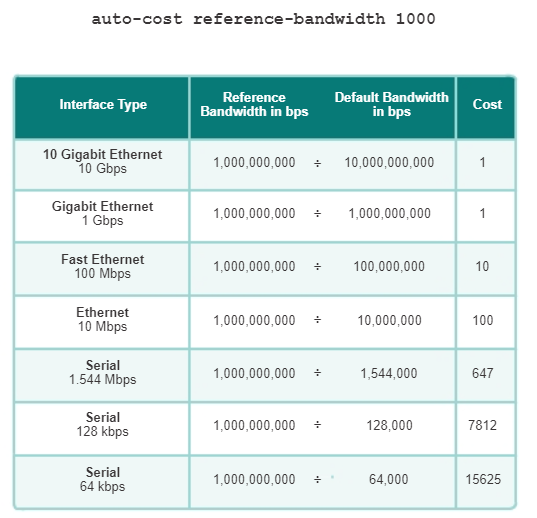 auto-cost reference-bandwidth 1000
Interface Type
Reference
Bandwidth in bps
Default Bandwidth
in bps
Cost
10 Gigabit Ethernet
10 Gbps
1,000,000,000 ÷ 10,000,000,000
1
Gigabit Ethernet
1 Gbps
1,000,000,000 ÷ 1,000,000,000
1
Fast Ethernet
100 Mbps
1,000,000,000 ÷ 100,000,000
10
Ethernet
10 Mbps
1,000,000,000 ÷ 10,000,000
100
Serial
1.544 Mbps
1,000,000,000 ÷ 1,544,000
647
Serial
128 kbps
1,000,000,000 ÷ 128,000
7812
Serial
64 kbps
1,000,000,000 ÷ 64,000
15625